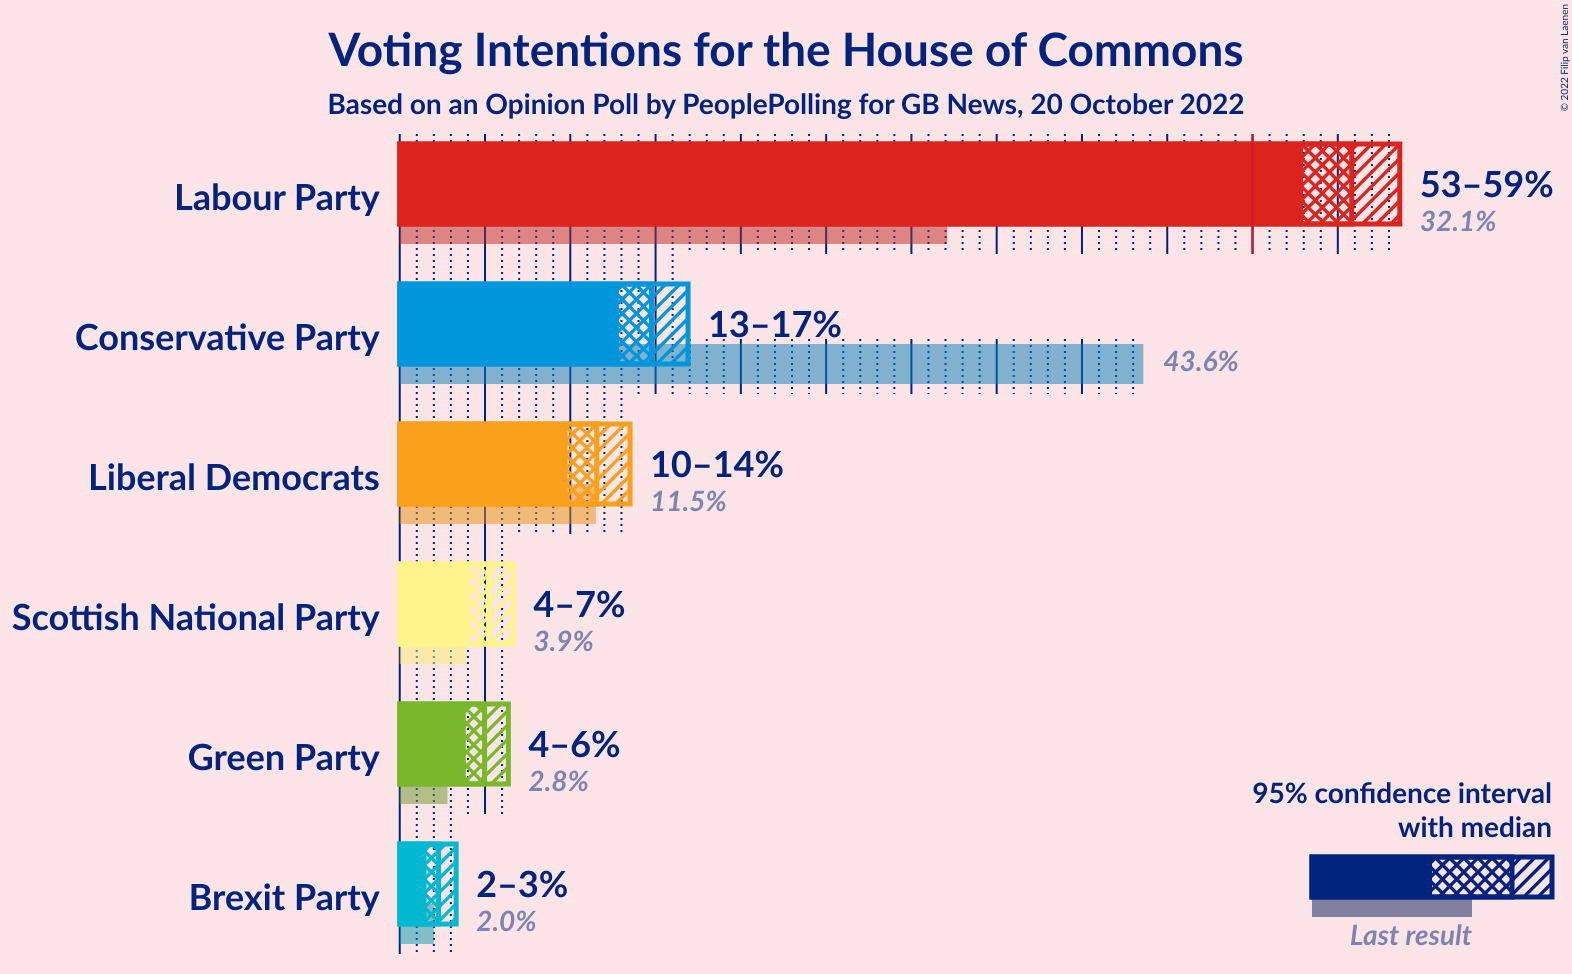 Voting Intentions for the House of Commons
Based on an Opinion Poll by PeoplePolling for GB News, 20 October 2022
© 2022 Filip van Laenen
Labour Party
53–59%
32.1%
Conservative Party
13–17%
43.6%
Liberal Democrats
10–14%
11.5%
Scottish National Party
4–7%
3.9%
Green Party
4–6%
2.8%
Brexit Party
2–3%
2.0%
95% confidence interval
with median
Last result